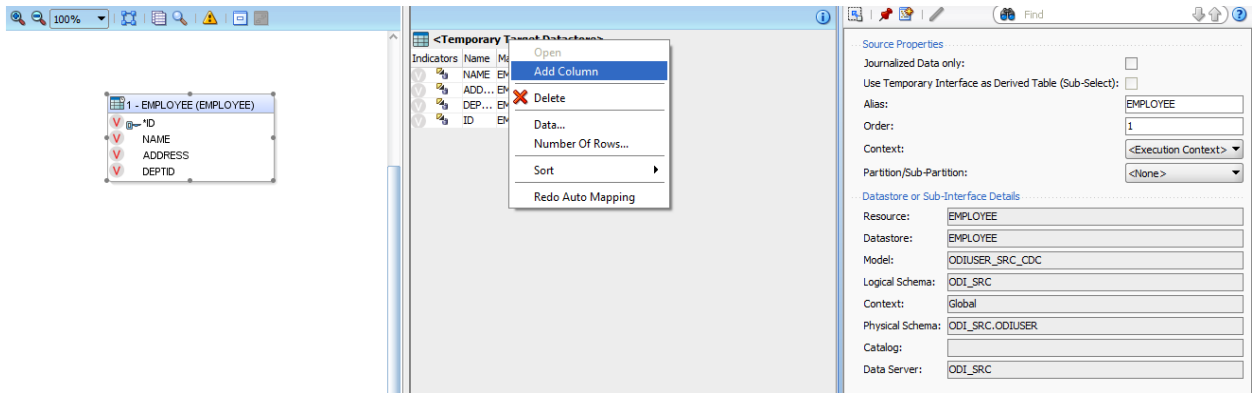 100%
1 - EMPLOYEE (EMPLOYEE)
V *ID
V NAME
V ADDRESS
V DEPTID
<Temporary Target Datastore>
Indicators Name
V NAME
V ADD...
V DEP...
V ID
Open
Add Column
Delete
Data...
Number Of Rows...
Sort
Redo Auto Mapping
Find
Source Properties
Journalized Data only:
Use Temporary Interface as Derived Table (Sub-Select):
Alias: EMPLOYEE
Order: 1
Context: <Execution Context>
Partition/Sub-Partition: <None>
Datastore or Sub-Interface Details
Resource: EMPLOYEE
Datastore: EMPLOYEE
Model: ODIUSER_SRC_CDC
Logical Schema: ODI_SRC
Context: Global
Physical Schema: ODI_SRC.ODIUSER
Catalog:
Data Server: ODI_SRC